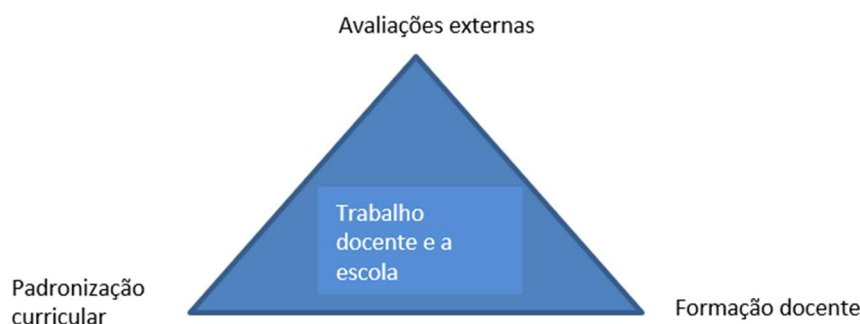 Avaliações externas
Trabalho
docente e a
escola
Padronização
curricular
Formação docente